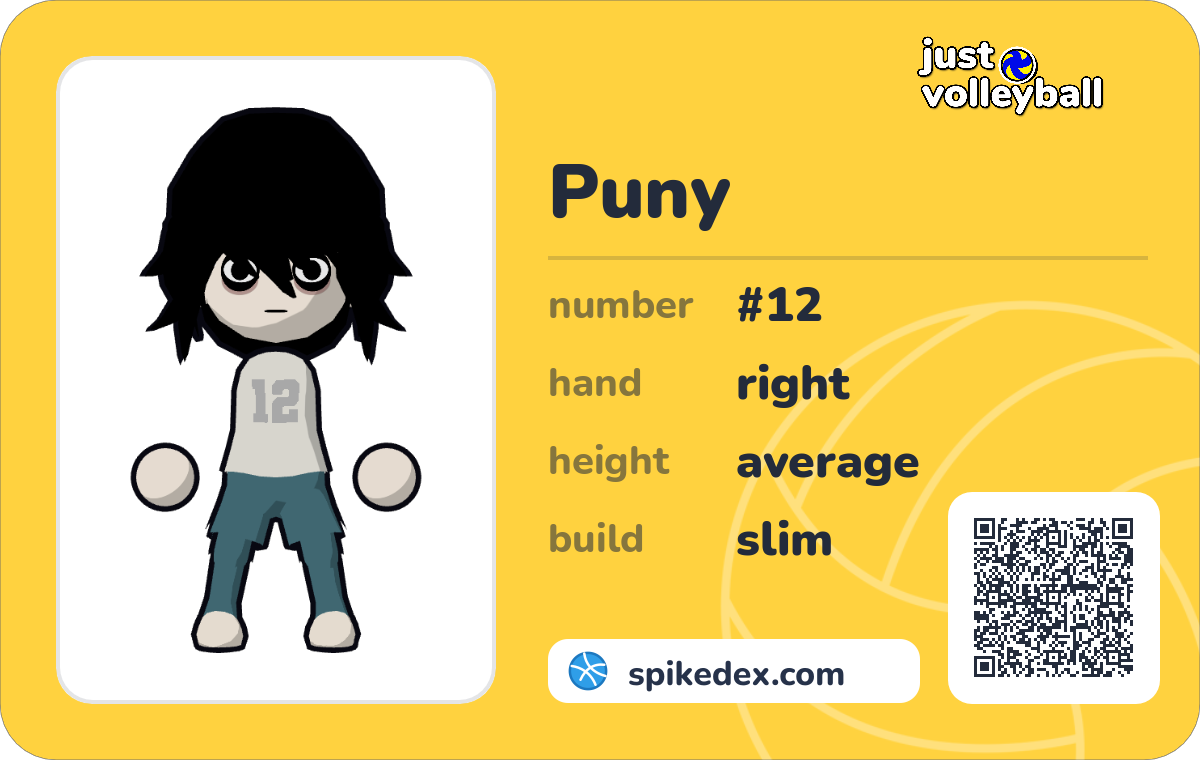 just
volleyball
Puny
number #12
hand right
height average
build slim
12
spikedex.com